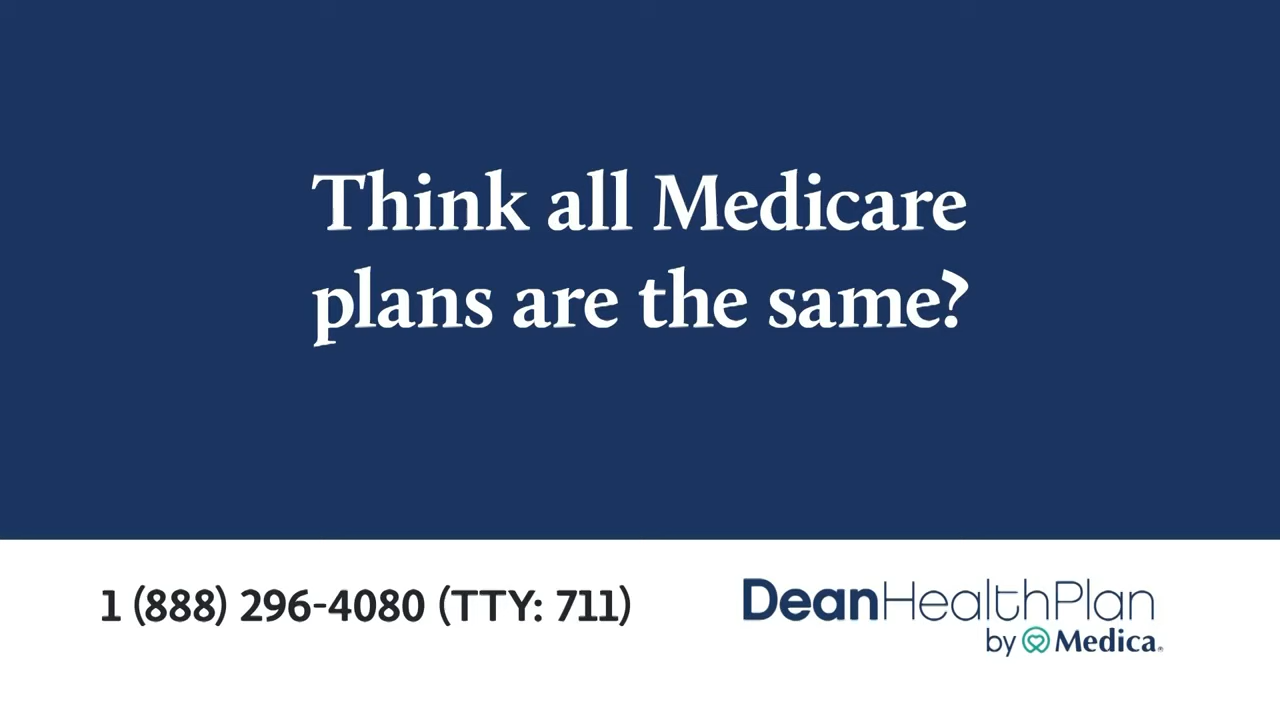 Think all Medicare
plans are the same?
1 (888) 296-4080 (TTY: 711)
DeanHealthPlan
by Medica®